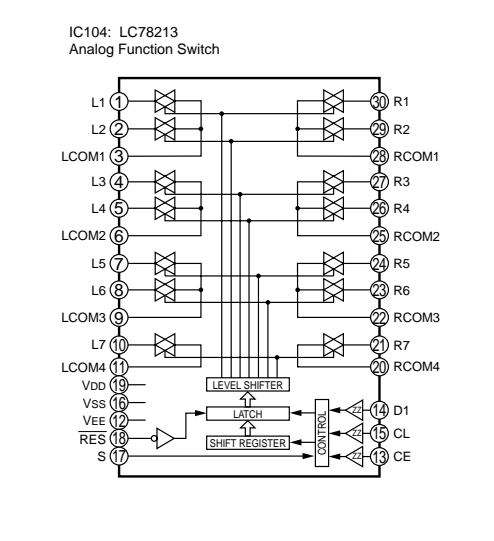 IC104: LC78213
Analog Function Switch
L1 1 30 R1
L2 2 29 R2
LCOM1 3 28 RCOM1
L3 4 27 R3
L4 5 26 R4
LCOM2 6 25 RCOM2
L5 7 24 R5
L6 8 23 R6
LCOM3 9 22 RCOM3
L7 10 21 R7
LCOM4 11 20 RCOM4
VDD 19 LEVEL SHIFTER
VSS 16 LATCH 14 D1
VEE 12 CONTROL 15 CL
RES 18 SHIFT REGISTER
S 17 13 CE